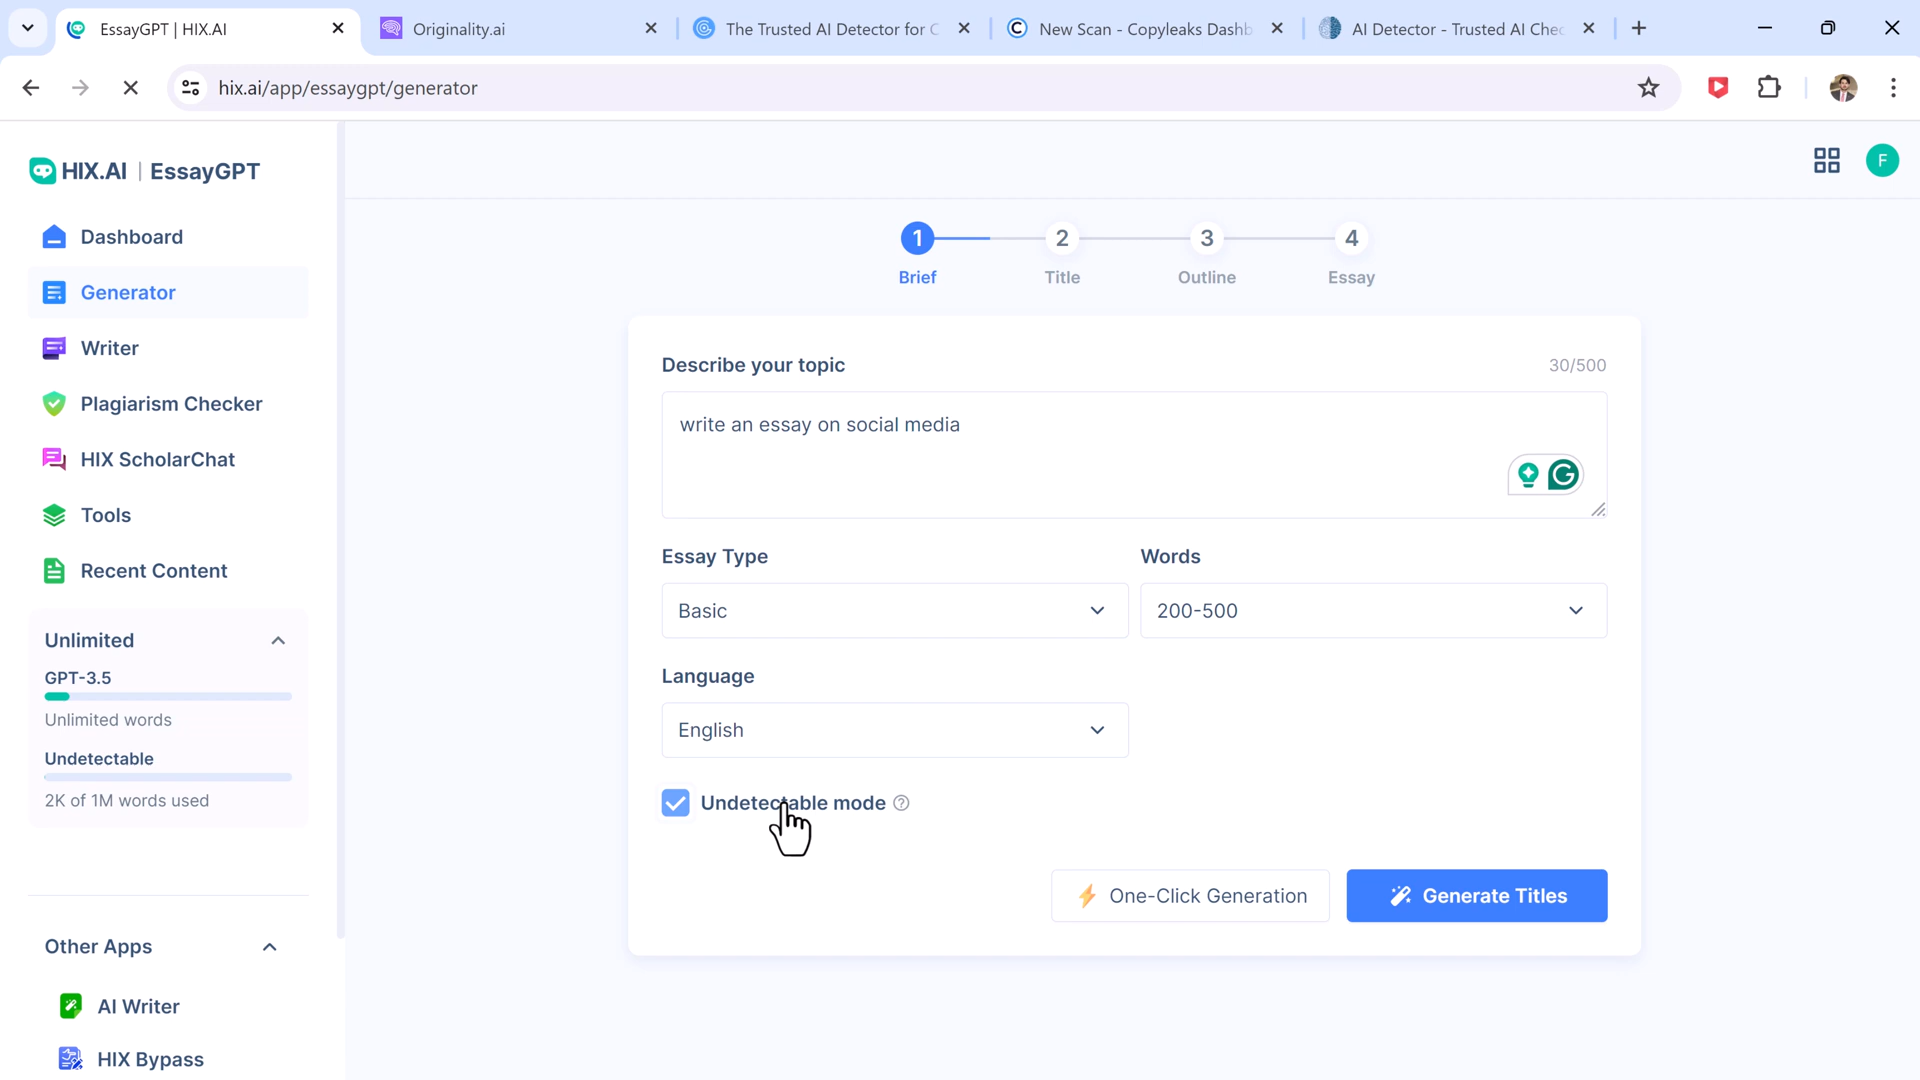 EssayGPT | HIX.AI
Originality.ai
The Trusted AI Detector for C
New Scan - Copyleaks Dashb
AI Detector - Trusted AI Chec
hix.ai/app/essaygpt/generator
HIX.AI | EssayGPT
F
Dashboard
Generator
Writer
Plagiarism Checker
HIX ScholarChat
Tools
Recent Content
Unlimited
GPT-3.5
Unlimited words
Undetectable
2K of 1M words used
Other Apps
AI Writer
HIX Bypass
1 2 3 4
Brief Title Outline Essay
Describe your topic 30/500
write an essay on social media
Essay Type Words
Basic 200-500
Language
English
Undetectable mode
One-Click Generation Generate Titles